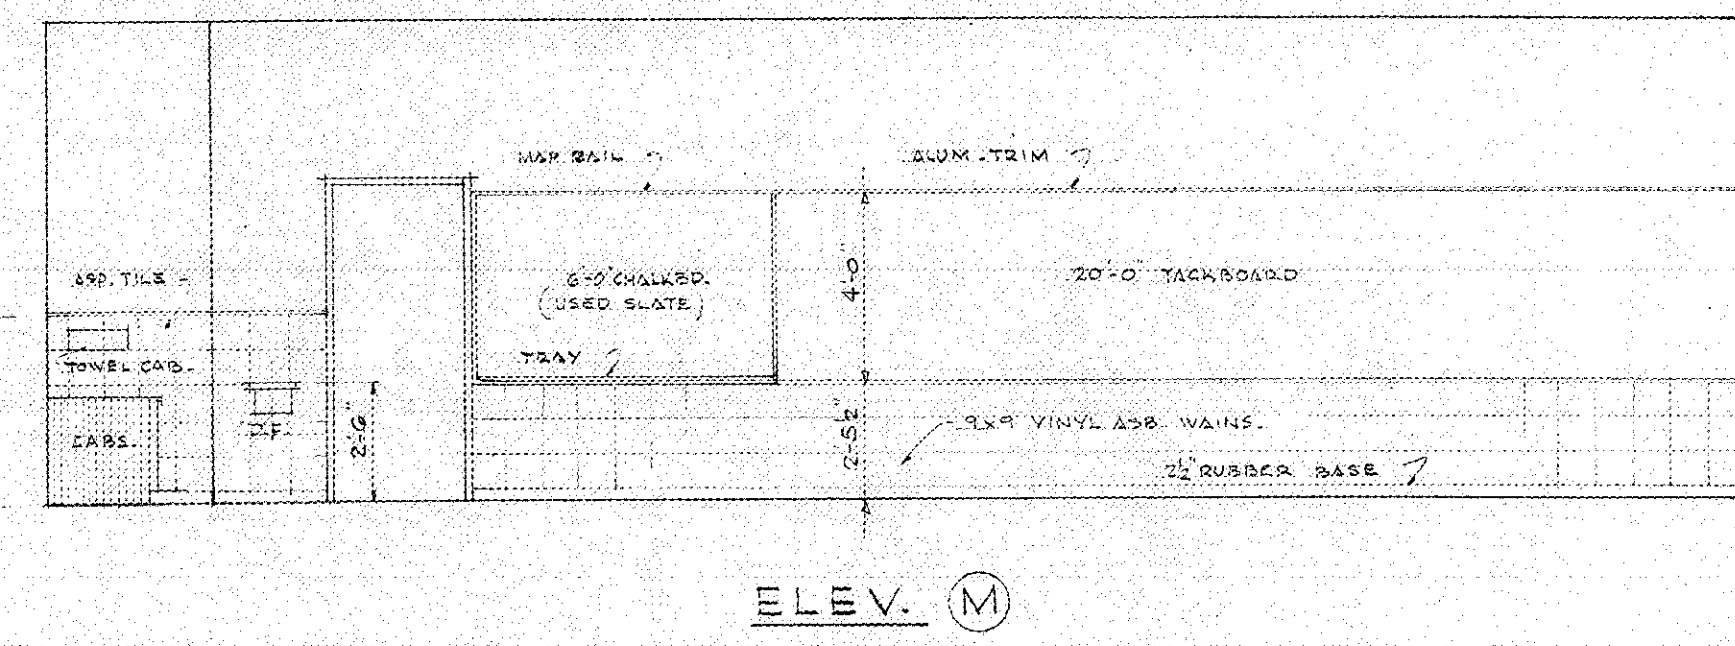 MAP RAIL
ALUM. TRIM
ASP. TILE
6'-0" CHALKBD.
(USED SLATE)
4'-0"
20'-0" TACKBOARD
TOWEL CAB.
TRAY
CABS.
D.F.
2'-6"
2'-5½"
9x9 VINYL ASB. WAINS.
2½" RUBBER BASE
ELEV. M